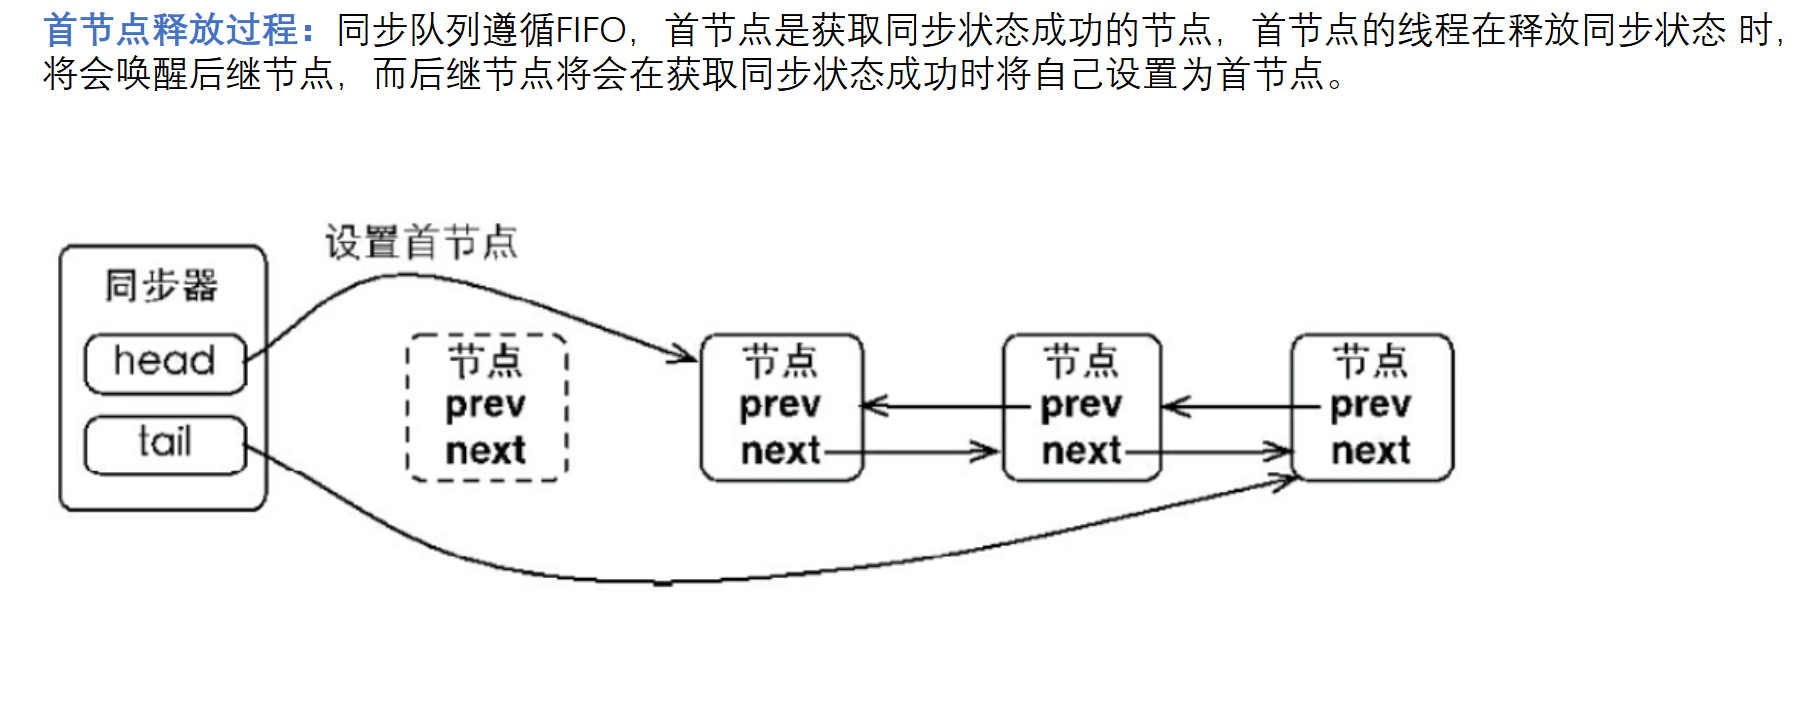 首节点释放过程：同步队列遵循FIFO，首节点是获取同步状态成功的节点，首节点的线程在释放同步状态 时，
将会唤醒后继节点，而后继节点将会在获取同步状态成功时将自己设置为首节点。
设置首节点
同步器
head
tail
节点
prev
next
节点
prev
next
节点
prev
next
节点
prev
next